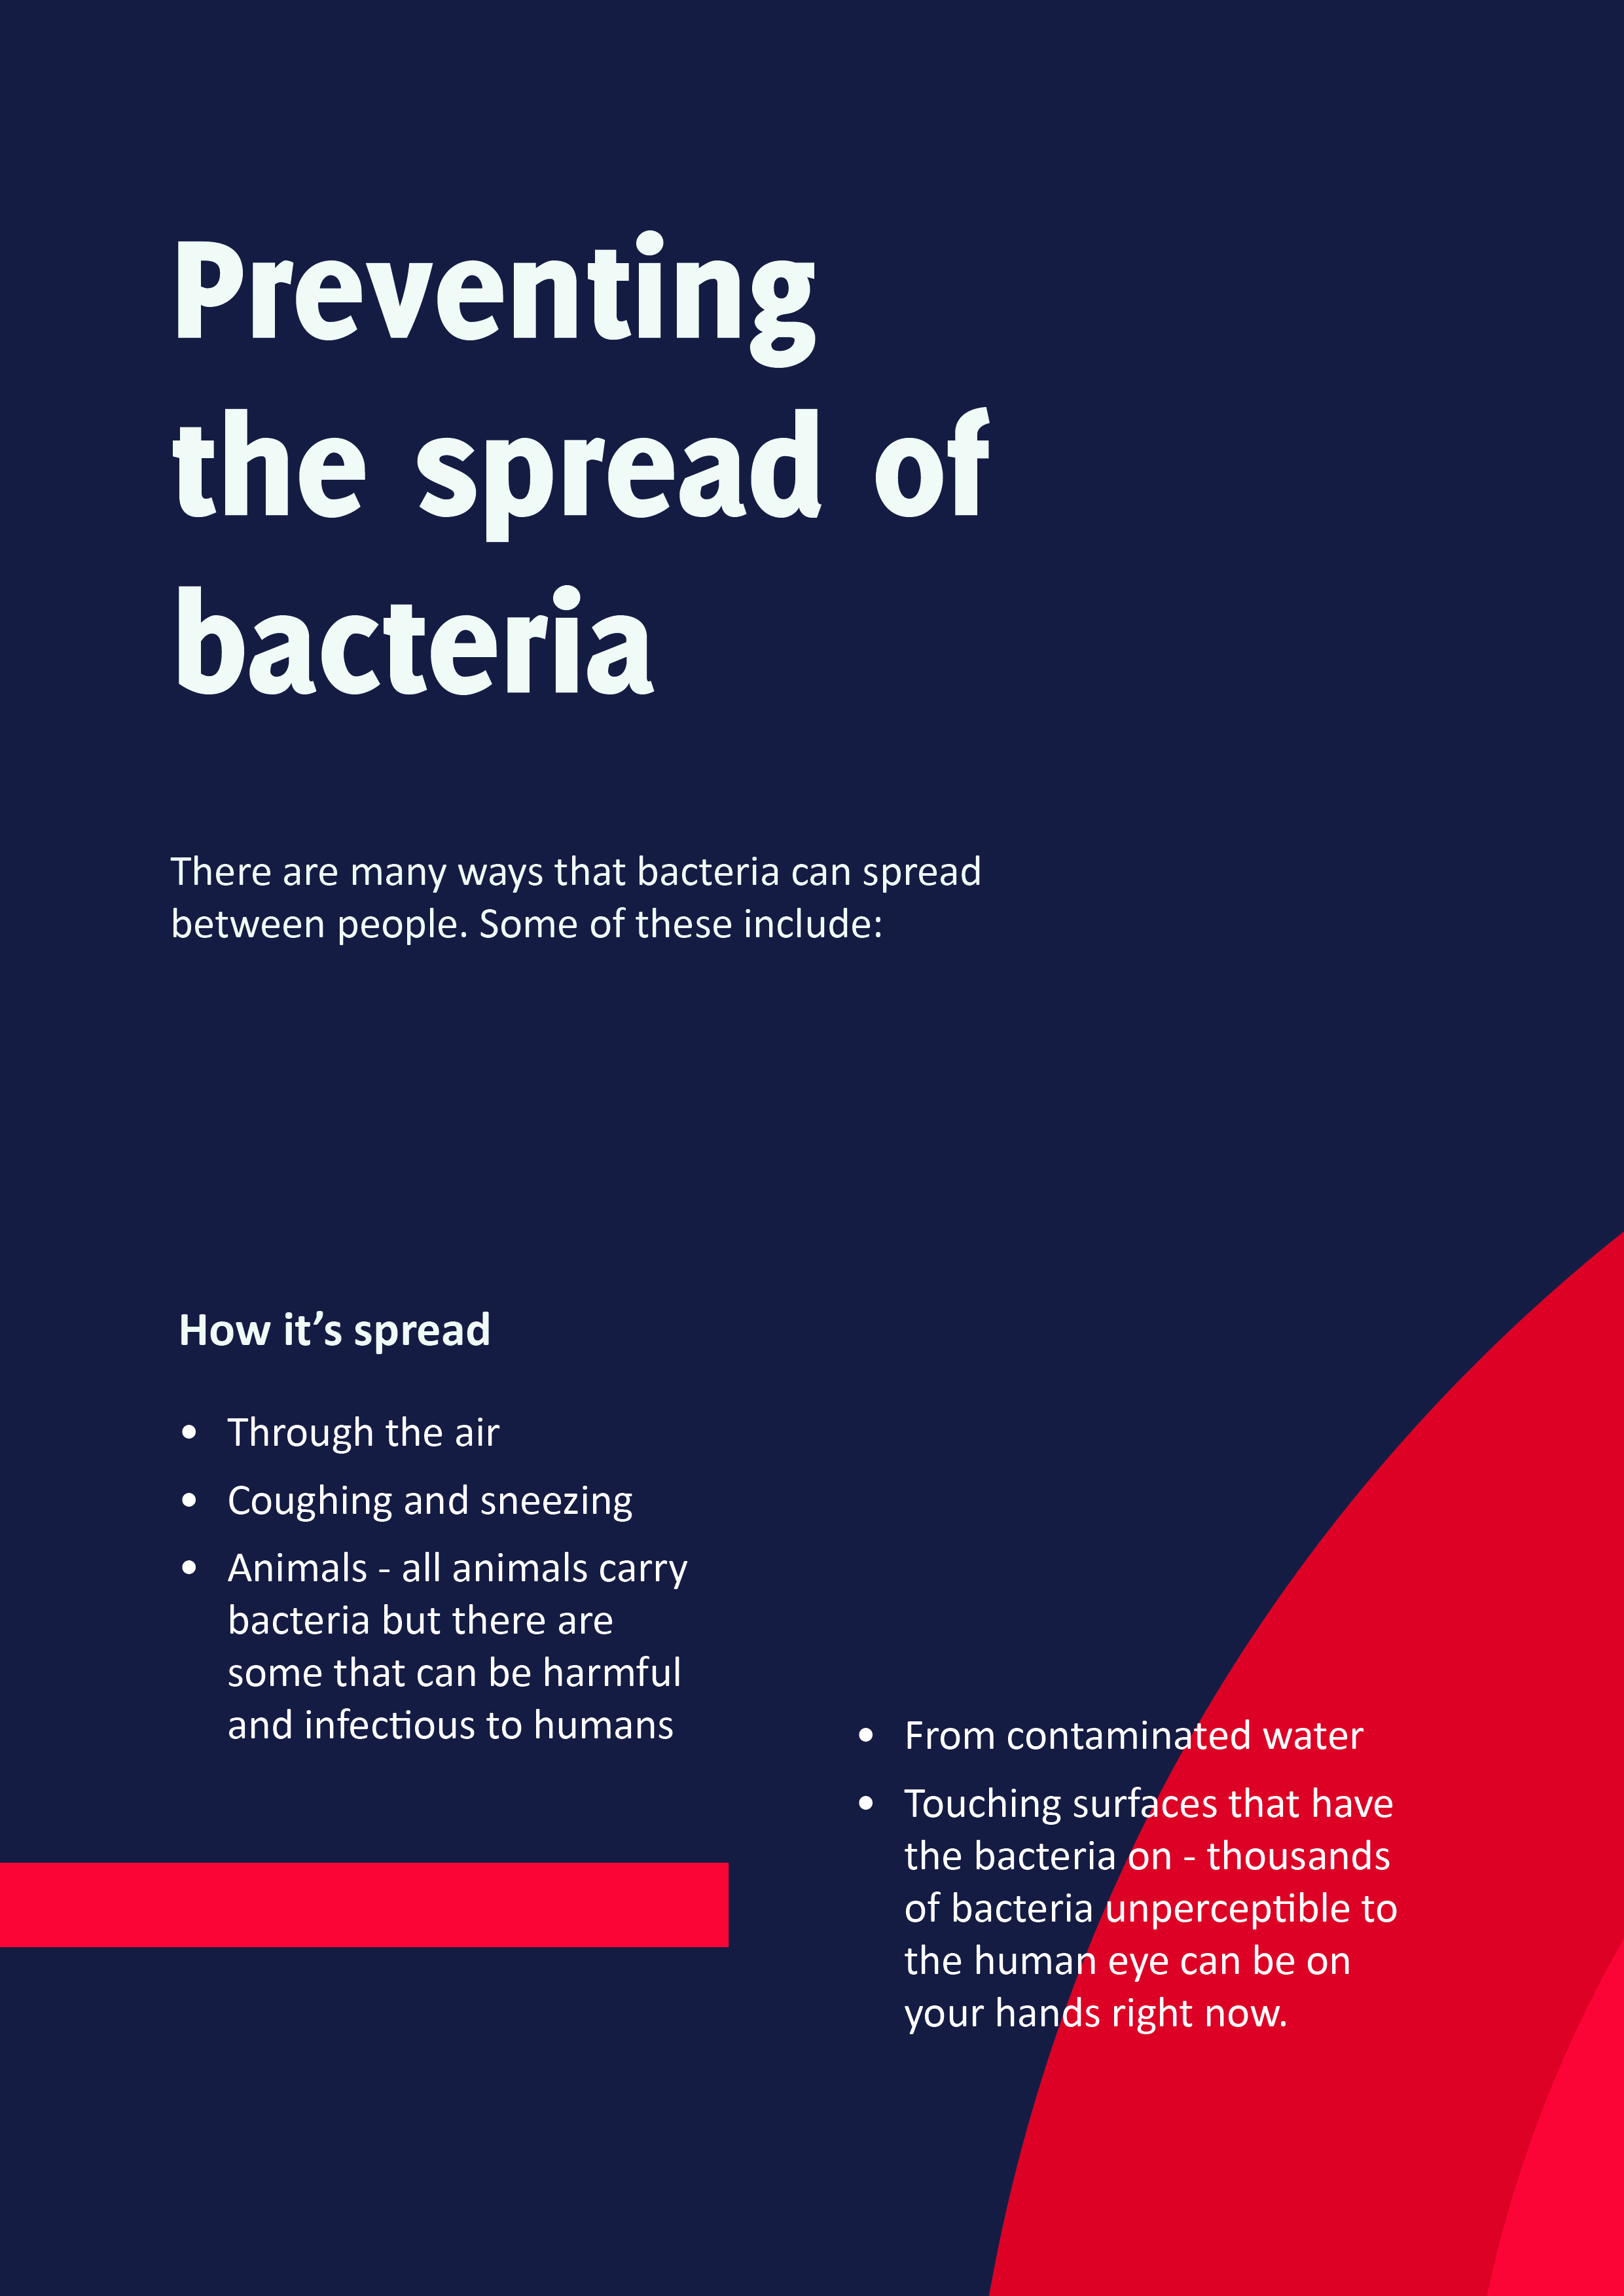 Preventing
the spread of
bacteria
There are many ways that bacteria can spread
between people. Some of these include:
How it’s spread
• Through the air
• Coughing and sneezing
• Animals - all animals carry
bacteria but there are
some that can be harmful
and infectious to humans
• From contaminated water
• Touching surfaces that have
the bacteria on - thousands
of bacteria unperceptible to
the human eye can be on
your hands right now.